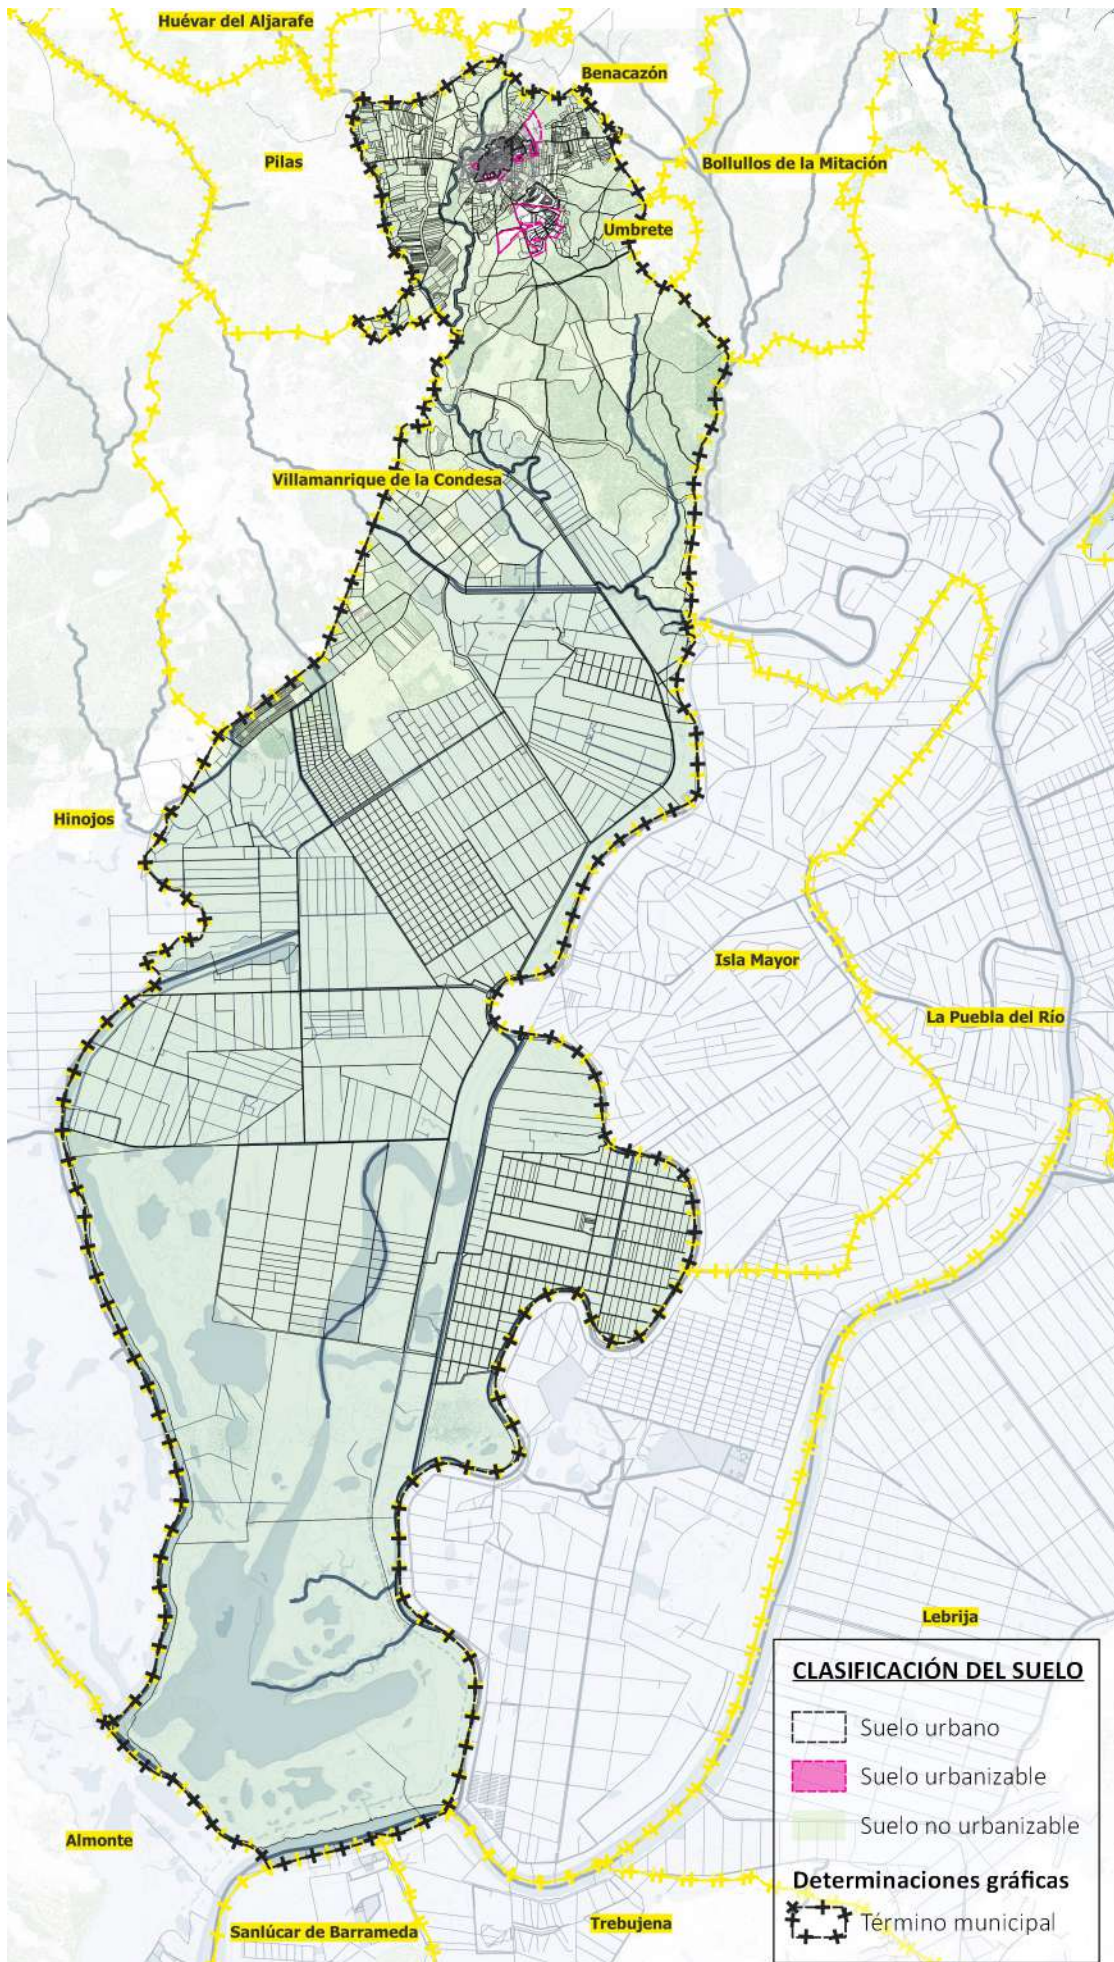 Huévar del Aljarafe
Benacazón
Pilas
Bollullos de la Mitación
Umbrete
Villamanrique de la Condesa
Hinojos
Isla Mayor
La Puebla del Río
Lebrija
CLASIFICACIÓN DEL SUELO
Suelo urbano
Suelo urbanizable
Suelo no urbanizable
Determinaciones gráficas
Término municipal
Almonte
Sanlúcar de Barrameda
Trebujena